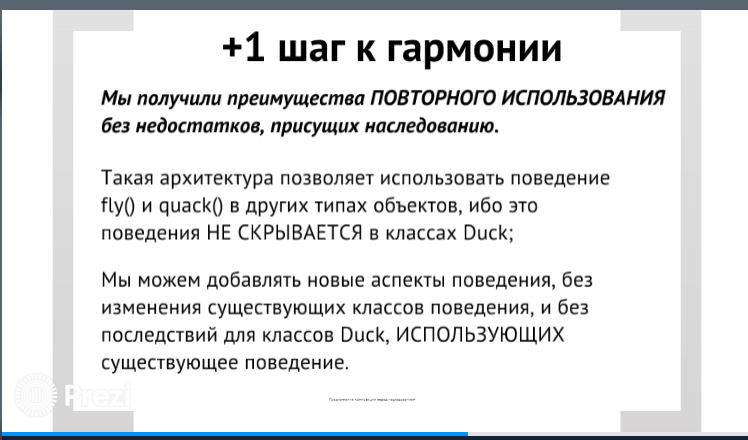 +1 шаг к гармонии
Мы получили преимущества ПОВТОРНОГО ИСПОЛЬЗОВАНИЯ
без недостатков, присущих наследованию.
Такая архитектура позволяет использовать поведение
fly() и quack() в других типах объектов, ибо это
поведения НЕ СКРЫВАЕТСЯ в классах Duck;
Мы можем добавлять новые аспекты поведения, без
изменения существующих классов поведения, и без
последствий для классов Duck, ИСПОЛЬЗУЮЩИХ
существующее поведение.
Prezi